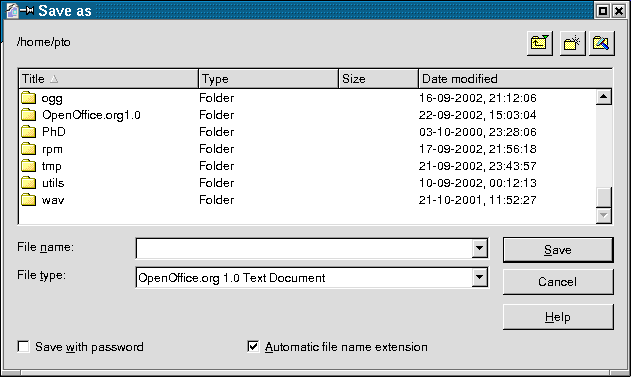 Save as
/home/pto
Title Type Size Date modified
ogg Folder 16-09-2002, 21:12:06
OpenOffice.org1.0 Folder 22-09-2002, 15:03:04
PhD Folder 03-10-2000, 23:28:06
rpm Folder 17-09-2002, 21:56:18
tmp Folder 21-09-2002, 23:43:57
utils Folder 10-09-2002, 00:12:13
wav Folder 21-10-2001, 11:52:27
File name: Save
File type: OpenOffice.org 1.0 Text Document Cancel
Help
Save with password Automatic file name extension